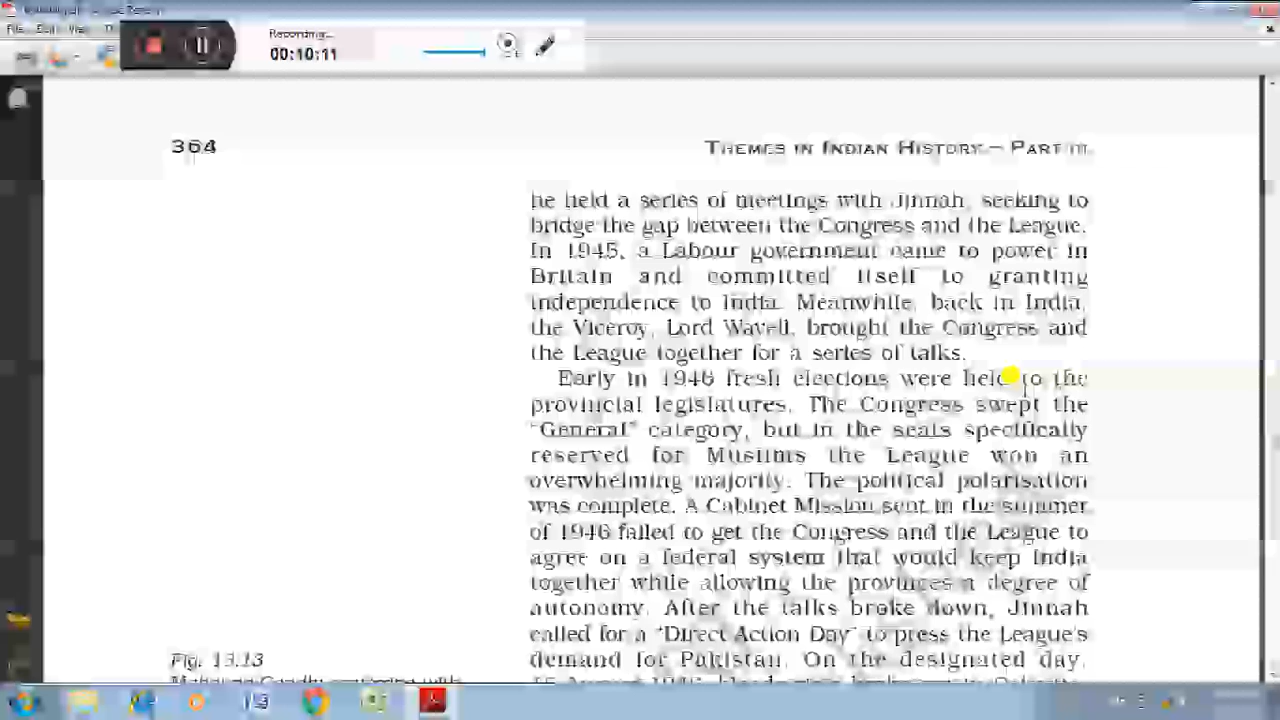 Recording...
00:10:11
364
THEMES IN INDIAN HISTORY – PART III
he held a series of meetings with Jinnah, seeking to
bridge the gap between the Congress and the League.
In 1945, a Labour government came to power in
Britain and committed itself to granting
independence to India. Meanwhile, back in India,
the Viceroy, Lord Wavell, brought the Congress and
the League together for a series of talks.
Early in 1946 fresh elections were held to the
provincial legislatures. The Congress swept the
"General" category, but in the seats specifically
reserved for Muslims the League won an
overwhelming majority. The political polarisation
was complete. A Cabinet Mission sent in the summer
of 1946 failed to get the Congress and the League to
agree on a federal system that would keep India
together while allowing the provinces a degree of
autonomy. After the talks broke down, Jinnah
called for a "Direct Action Day" to press the League's
demand for Pakistan. On the designated day,
Fig. 13.13